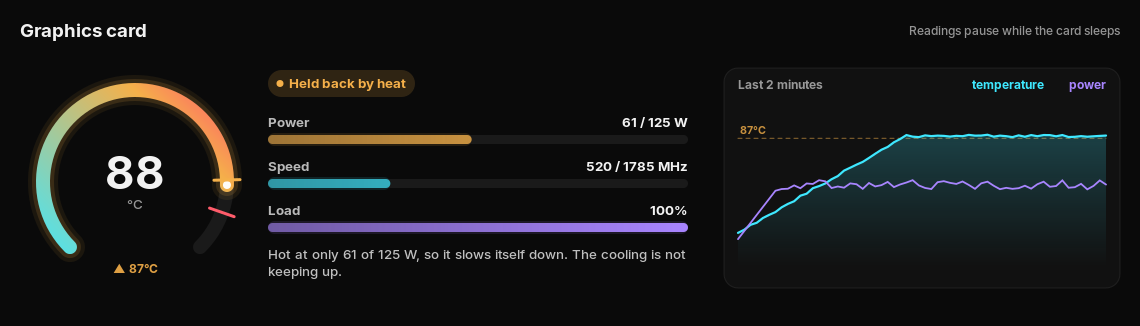 Graphics card
Readings pause while the card sleeps
88
°C
▲ 87°C
Held back by heat
Power 61 / 125 W
Speed 520 / 1785 MHz
Load 100%
Hot at only 61 of 125 W, so it slows itself down. The cooling is not
keeping up.
Last 2 minutes temperature power
87°C